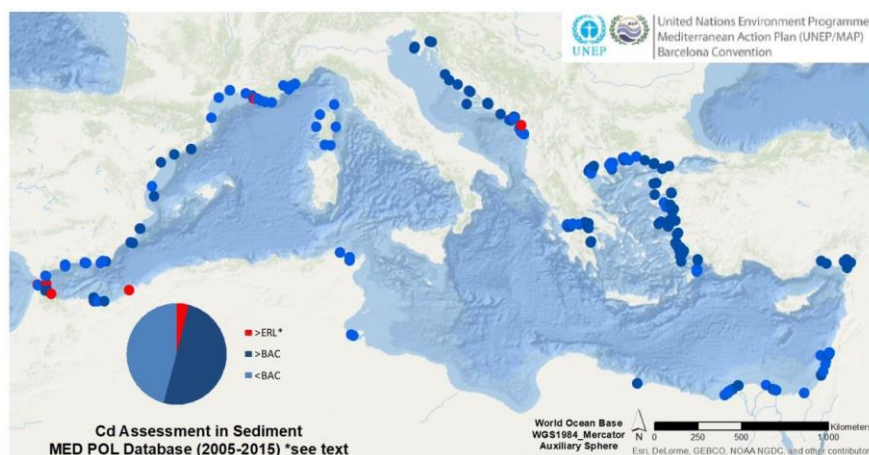 United Nations Environment Programme
Mediterranean Action Plan (UNEP/MAP)
Barcelona Convention
UNEP
>ERL*
>BAC
<BAC
Cd Assessment in Sediment
MED POL Database (2005-2015) *see text
World Ocean Base
WGS1984_Mercator
Auxiliary Sphere
N
Kilometers
0 250 500 1,000
Esri, DeLorme, GEBCO, NOAA NGDC, and other contributor